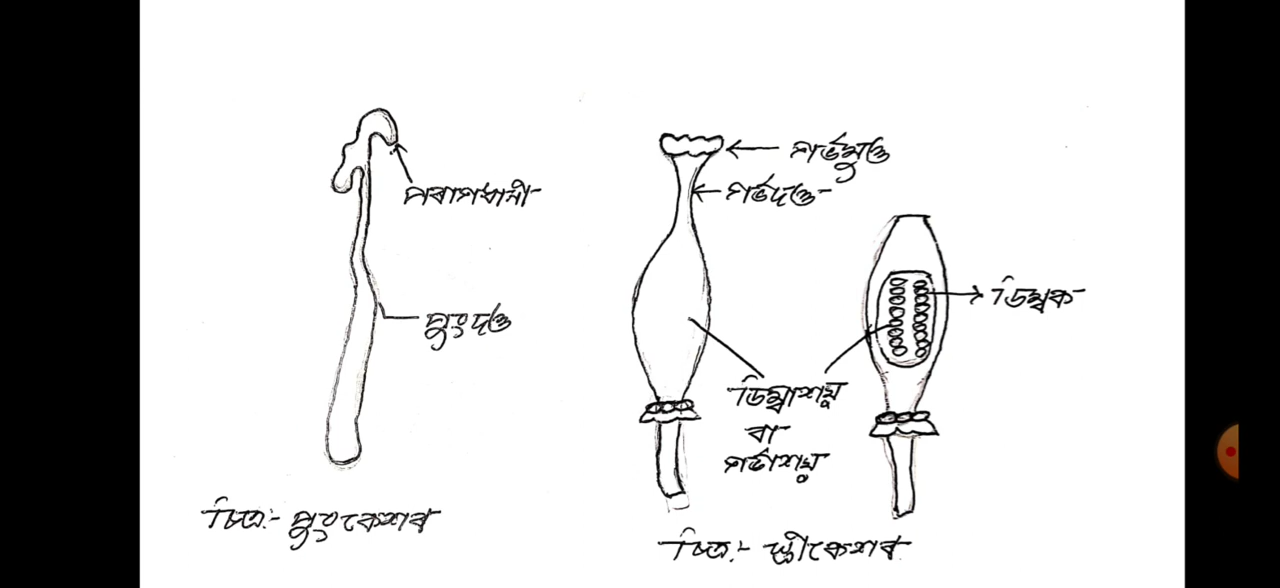 পৰাগধানী
পুংদণ্ড
চিত্ৰ:- পুংকেশৰ
গৰ্ভমুণ্ড
গৰ্ভদণ্ড
ডিম্বক
ডিম্বাশয়
বা
গৰ্ভাশয়
চিত্ৰ:- স্ত্ৰীকেশৰ